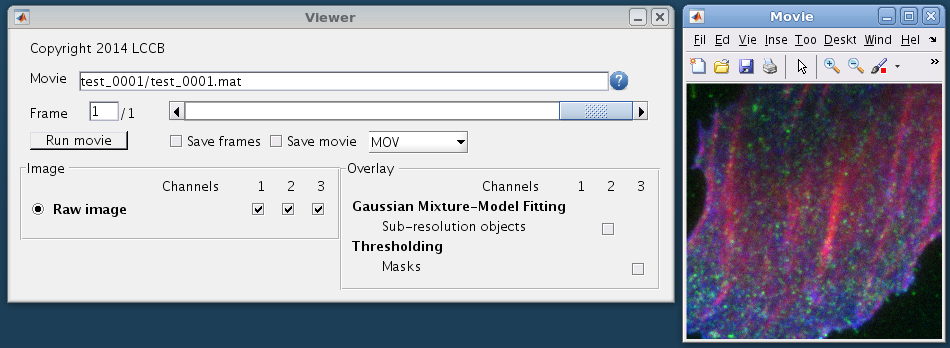 Viewer
Copyright 2014 LCCB
Movie test_0001/test_0001.mat ?
Frame 1 / 1
Run movie Save frames Save movie MOV
Image
Channels 1 2 3
Raw image
Overlay
Channels 1 2 3
Gaussian Mixture-Model Fitting
Sub-resolution objects
Thresholding
Masks
Movie
Fil Ed Vie Inse Too Deskt Wind Hel